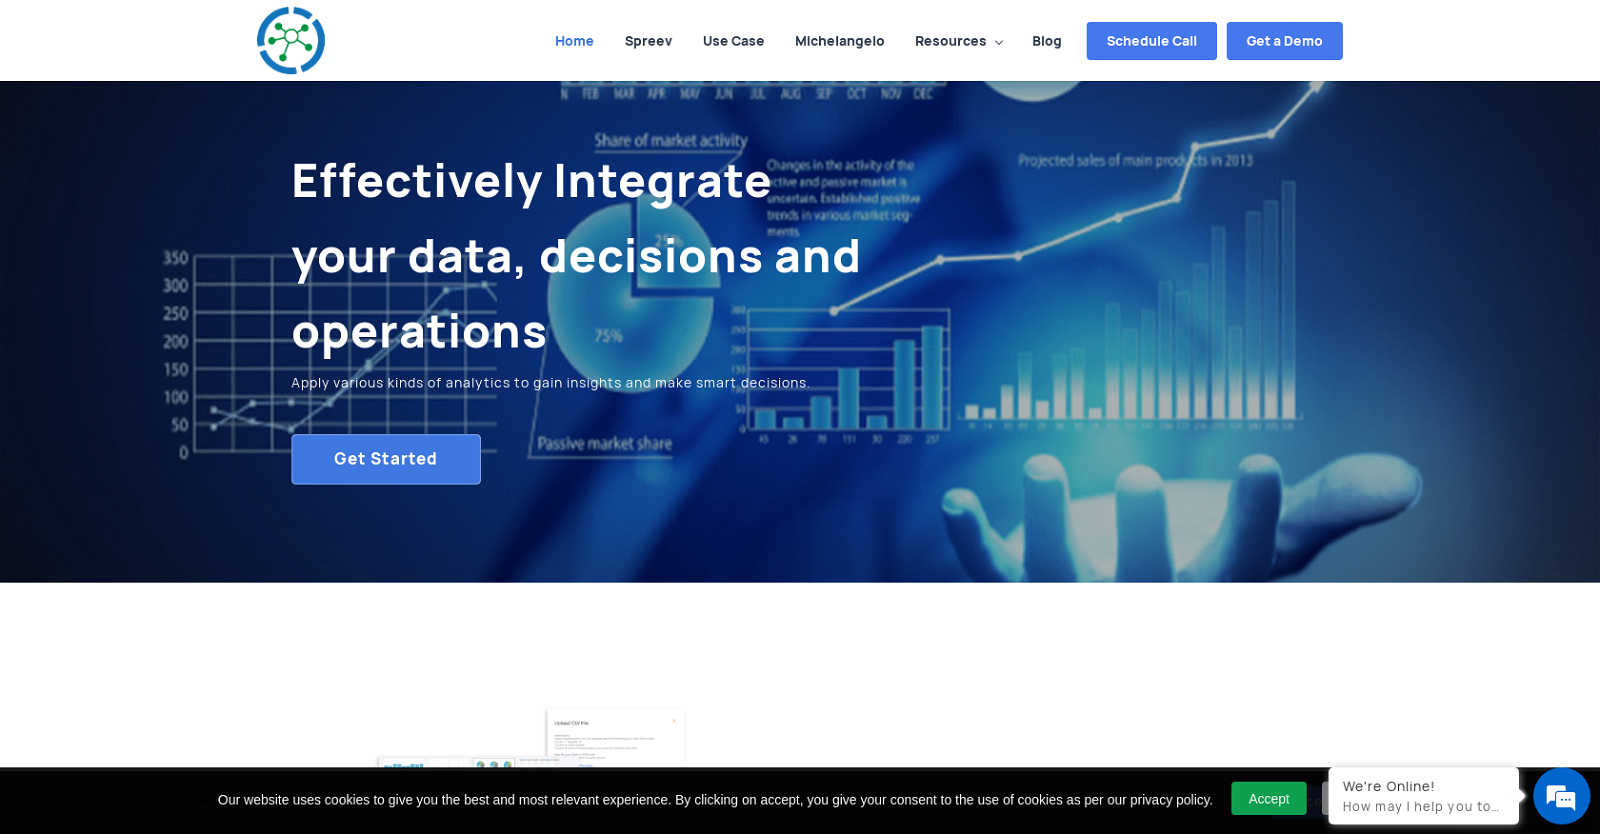 Home
Spreev
Use Case
Michelangelo
Resources
Blog
Schedule Call
Get a Demo
N FEB MAR APR MAY JUN JUL AUG SEP OCT NOV DEC
Share of market activity
Changes in the activity of the
active and passive market is
uncertain. Established positive
trends in various market seg-
ments.
Projected sales of main products in 2013
Effectively Integrate
your data, decisions and
operations
25%
75%
350
300
250
200
150
100
50
0
Apply various kinds of analytics to gain insights and make smart decisions.
Passive market share
Get Started
Upload CSV File
Our website uses cookies to give you the best and most relevant experience. By clicking on accept, you give your consent to the use of cookies as per our privacy policy.
Accept
We're Online!
How may I help you to...